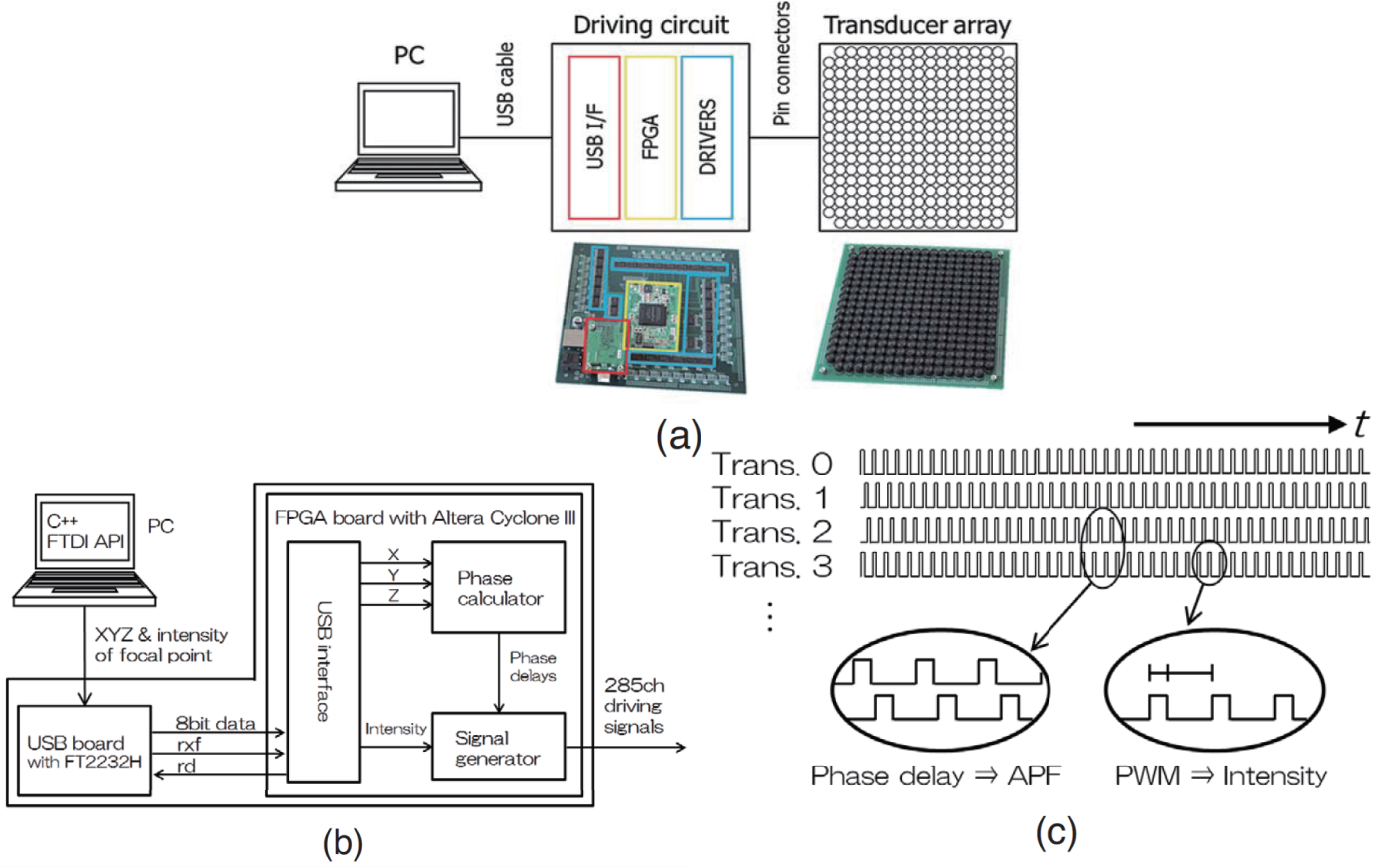 Driving circuit
Transducer array
PC
USB cable
USB I/F
FPGA
DRIVERS
Pin connectors
(a)
C++
FTDI API
PC
XYZ & intensity
of focal point
USB board
with FT2232H
8bit data
rxf
rd
FPGA board with Altera Cyclone III
USB interface
X
Y
Z
Phase
calculator
Phase
delays
Intensity
Signal
generator
285ch
driving
signals
(b)
t
Trans. 0
Trans. 1
Trans. 2
Trans. 3
⋮
Phase delay ⇒ APF
PWM ⇒ Intensity
(c)